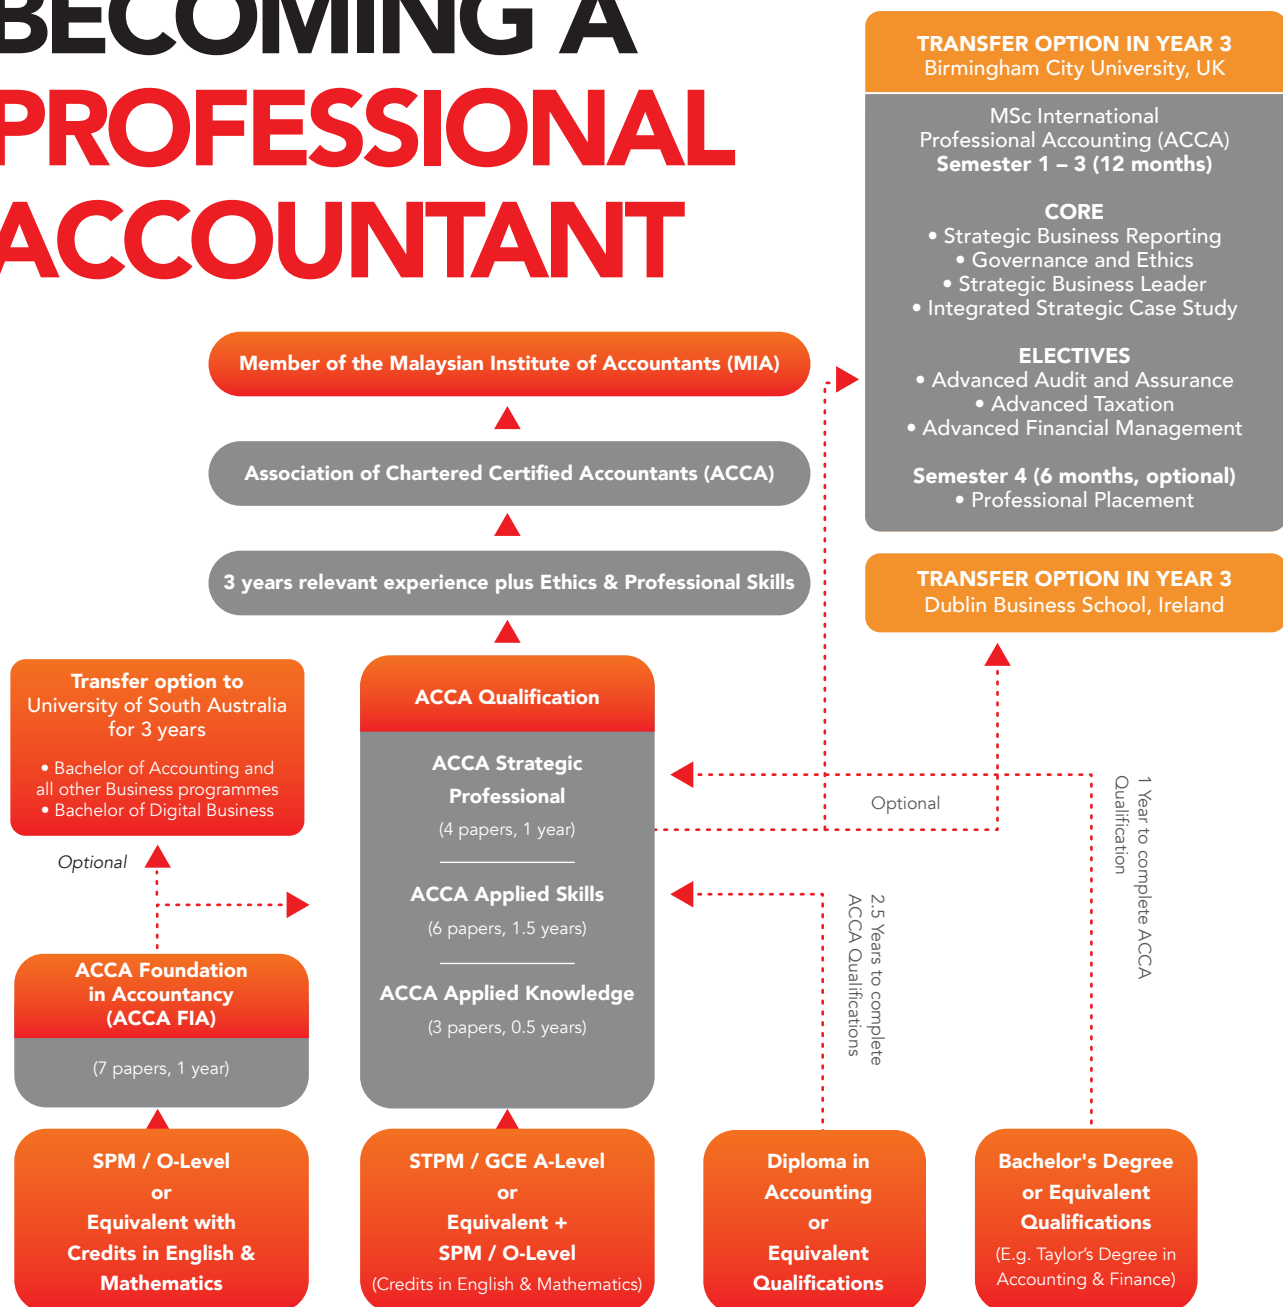 BECOMING A
PROFESSIONAL
ACCOUNTANT
TRANSFER OPTION IN YEAR 3
Birmingham City University, UK
MSc International
Professional Accounting (ACCA)
Semester 1 – 3 (12 months)
CORE
• Strategic Business Reporting
• Governance and Ethics
• Strategic Business Leader
• Integrated Strategic Case Study
ELECTIVES
• Advanced Audit and Assurance
• Advanced Taxation
• Advanced Financial Management
Semester 4 (6 months, optional)
• Professional Placement
TRANSFER OPTION IN YEAR 3
Dublin Business School, Ireland
Member of the Malaysian Institute of Accountants (MIA)
Association of Chartered Certified Accountants (ACCA)
3 years relevant experience plus Ethics & Professional Skills
Transfer option to
University of South Australia
for 3 years
• Bachelor of Accounting and
all other Business programmes
• Bachelor of Digital Business
Optional
ACCA Foundation
in Accountancy
(ACCA FIA)
(7 papers, 1 year)
SPM / O-Level
or
Equivalent with
Credits in English &
Mathematics
ACCA Qualification
ACCA Strategic
Professional
(4 papers, 1 year)
ACCA Applied Skills
(6 papers, 1.5 years)
ACCA Applied Knowledge
(3 papers, 0.5 years)
STPM / GCE A-Level
or
Equivalent +
SPM / O-Level
(Credits in English & Mathematics)
Optional
2.5 Years to complete
ACCA Qualifications
Diploma in
Accounting
or
Equivalent
Qualifications
1 Year to complete ACCA
Qualification
Bachelor's Degree
or Equivalent
Qualifications
(E.g. Taylor's Degree in
Accounting & Finance)